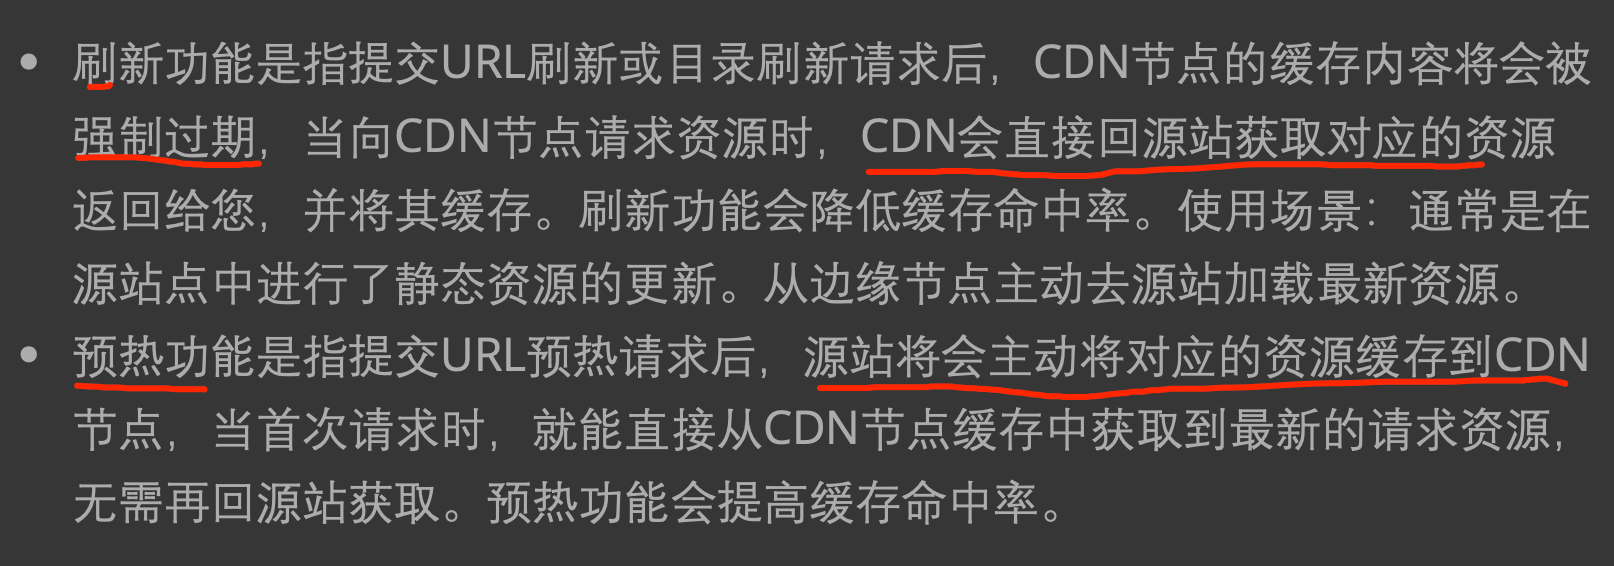 • 刷新功能是指提交URL刷新或目录刷新请求后，CDN节点的缓存内容将会被
强制过期，当向CDN节点请求资源时，CDN会直接回源站获取对应的资源
返回给您，并将其缓存。刷新功能会降低缓存命中率。使用场景：通常是在
源站点中进行了静态资源的更新。从边缘节点主动去源站加载最新资源。
• 预热功能是指提交URL预热请求后，源站将会主动将对应的资源缓存到CDN
节点，当首次请求时，就能直接从CDN节点缓存中获取到最新的请求资源，
无需再回源站获取。预热功能会提高缓存命中率。